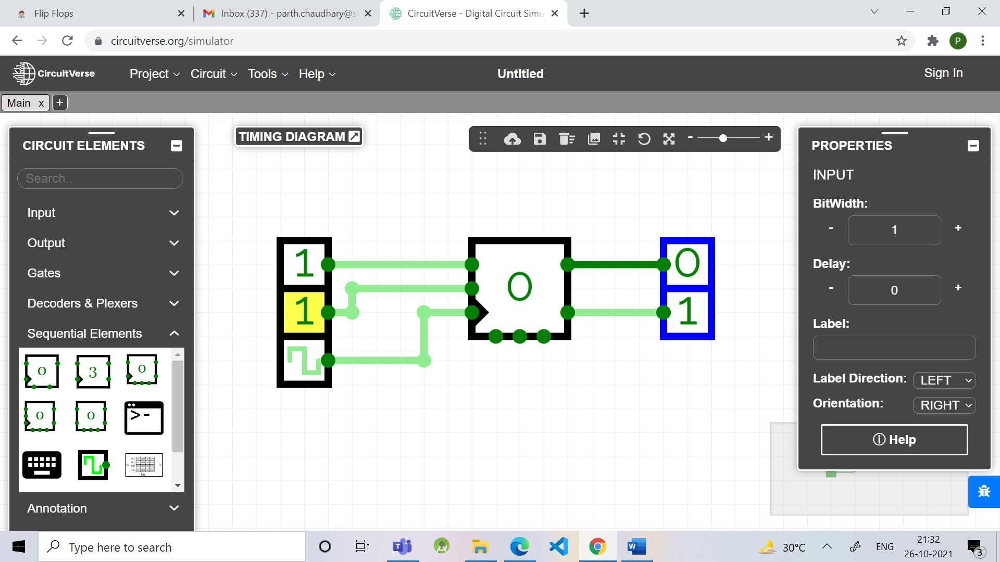 Flip Flops
Inbox (337) - parth.chaudhary@s
CircuitVerse - Digital Circuit Simu
circuitverse.org/simulator
P
CircuitVerse
Project
Circuit
Tools
Help
Untitled
Sign In
Main x +
CIRCUIT ELEMENTS
Search..
Input
Output
Gates
Decoders & Plexers
Sequential Elements
0 3 0
0 0 >-
Annotation
TIMING DIAGRAM
- +
1
1
0
0
1
PROPERTIES
INPUT
BitWidth:
- 1 +
Delay:
- 0 +
Label:
Label Direction: LEFT
Orientation: RIGHT
Help
Type here to search
30°C
ENG
21:32
26-10-2021
3